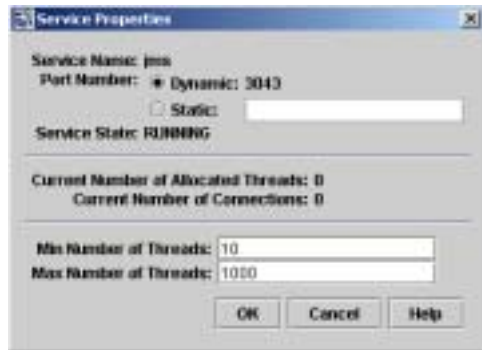 Service Properties
Service Name: jms
Port Number: Dynamic: 3043
Static:
Service State: RUNNING
Current Number of Allocated Threads: 0
Current Number of Connections: 0
Min Number of Threads: 10
Max Number of Threads: 1000
OK Cancel Help